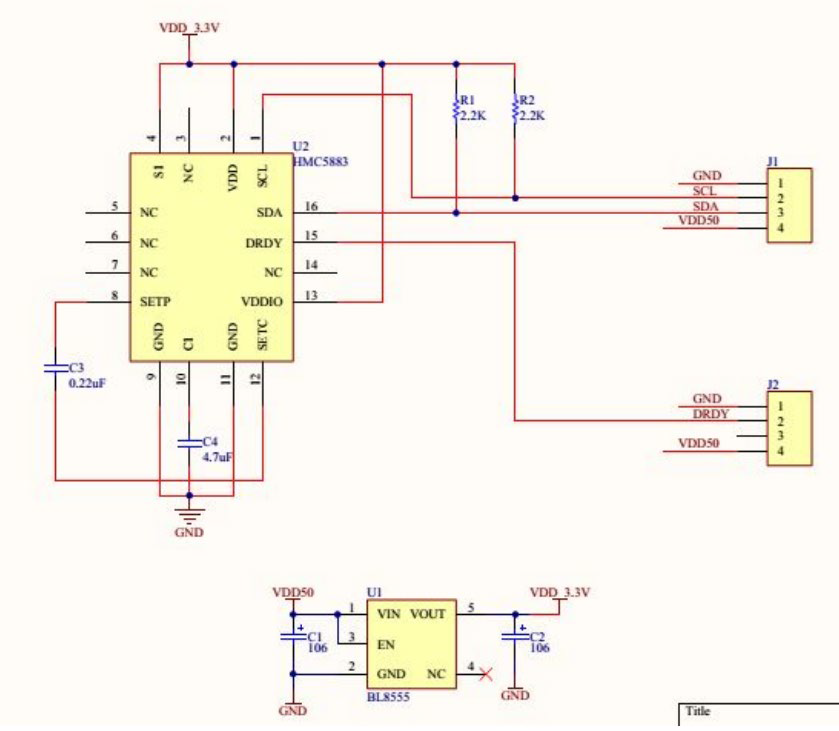 VDD_3.3V
R1
2.2K
R2
2.2K
4
3
2
1
U2
HMC5883
S1
NC
VDD
SCL
J1
GND
1
SCL
2
SDA
3
VDD50
4
5
NC
SDA
16
6
NC
DRDY
15
7
NC
NC
14
8
SETP
VDDIO
13
GND
C1
GND
SETC
9
10
11
12
C3
0.22uF
C4
4.7uF
GND
J2
GND
1
DRDY
2
3
VDD50
4
VDD50
U1
VDD_3.3V
1
VIN
VOUT
5
+
C1
106
3
EN
+
C2
106
2
GND
NC
4
BL8555
GND
GND
Title